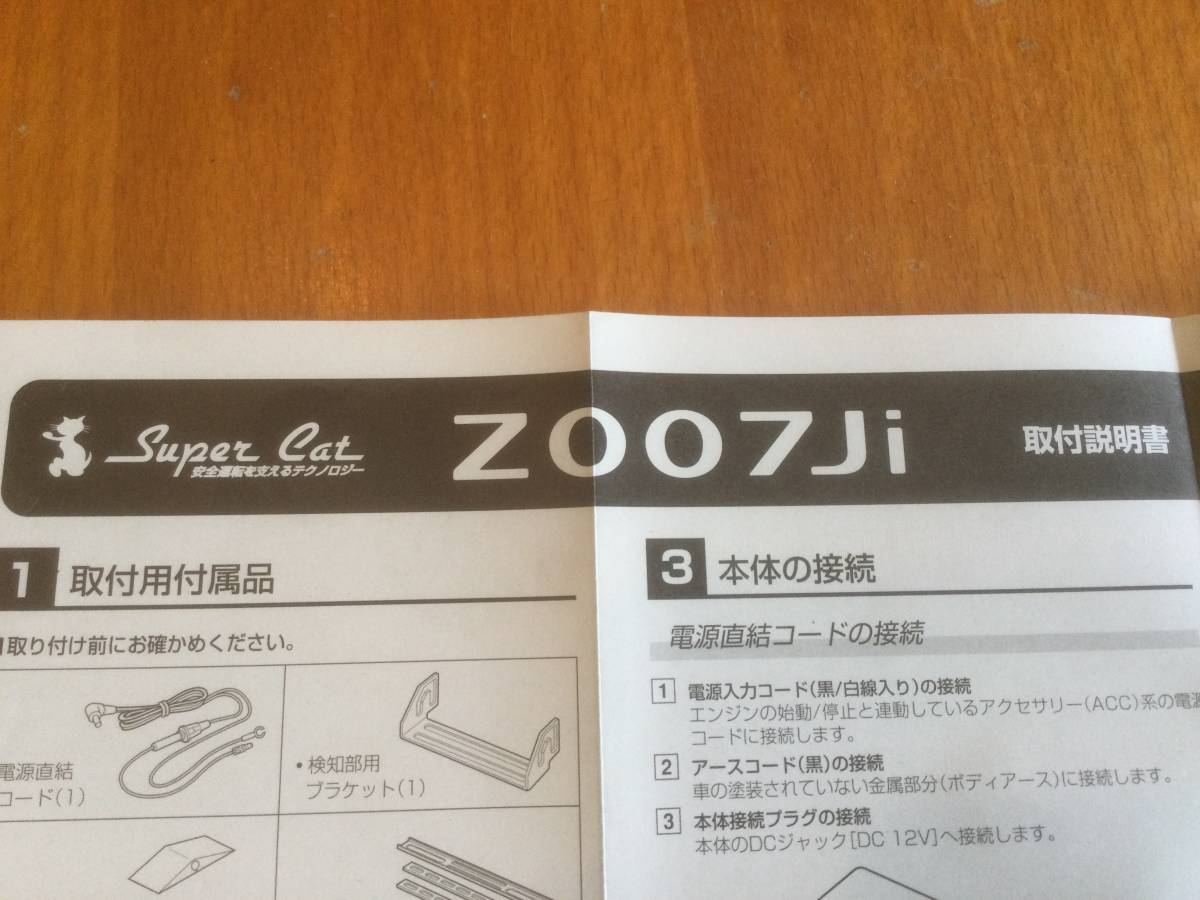 Super Cat
安全運転を支えるテクノロジー
Z007Ji
取付説明書
1 取付用付属品
取り付け前にお確かめください。
電源直結
コード(1)
・検知部用
ブラケット(1)
3 本体の接続
電源直結コードの接続
1 電源入力コード(黒/白線入り)の接続
エンジンの始動/停止と連動しているアクセサリー(ACC)系の電源
コードに接続します。
2 アースコード(黒)の接続
車の塗装されていない金属部分(ボディアース)に接続します。
3 本体接続プラグの接続
本体のDCジャック[DC 12V]へ接続します。